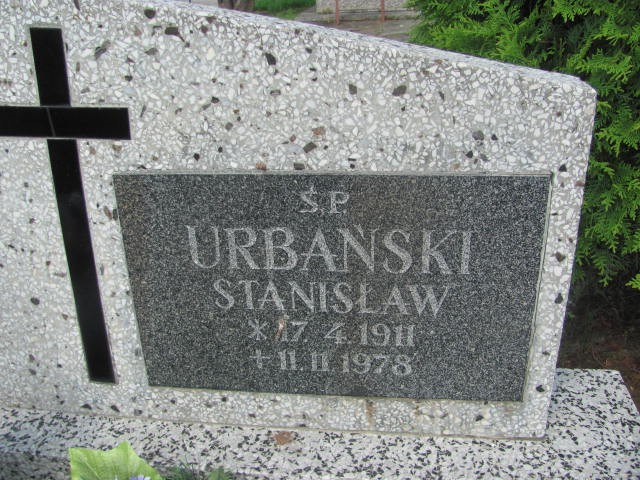 Ś.P.
URBAŃSKI
STANISŁAW
* 17. 4. 1911
+ 11. 11 1978